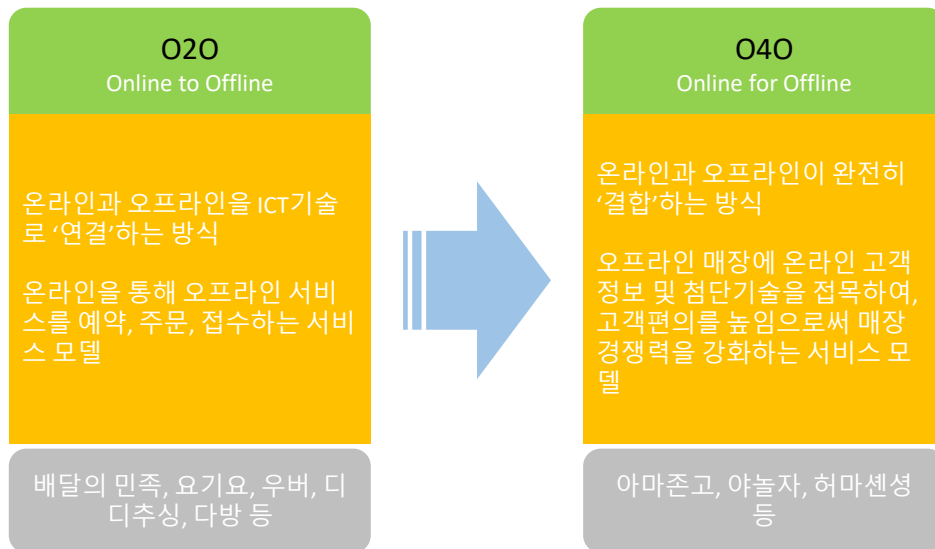 O2O
Online to Offline
온라인과 오프라인을 ICT기술
로 ‘연결’하는 방식
온라인을 통해 오프라인 서비
스를 예약, 주문, 접수하는 서비
스 모델
배달의 민족, 요기요, 우버, 디
디추싱, 다방 등
O4O
Online for Offline
온라인과 오프라인이 완전히
‘결합’하는 방식
오프라인 매장에 온라인 고객
정보 및 첨단기술을 접목하여,
고객편의를 높임으로써 매장
경쟁력을 강화하는 서비스 모
델
아마존고, 야놀자, 허마셴셩
등